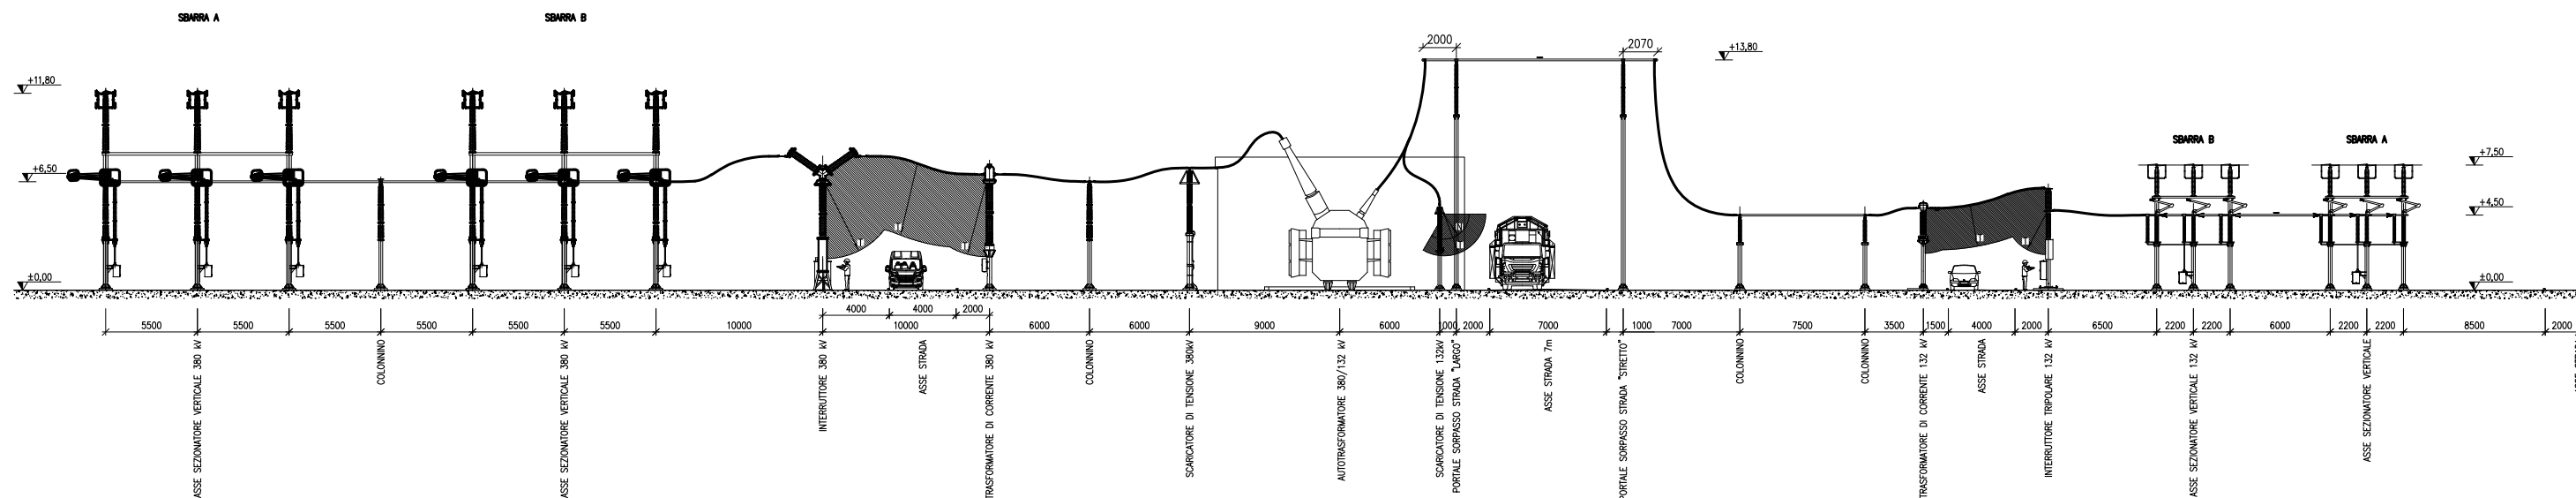 SBARRA A
SBARRA B
2000
2070
+13,80
+11,80
SBARRA B
SBARRA A
+7,50
+6,50
+4,50
±0,00
±0,00
4000
4000
2000
5500
5500
5500
5500
5500
5500
10000
10000
6000
6000
9000
6000
1000
2000
7000
1000
7000
7500
3500
1500
4000
2000
6500
2200
2200
6000
2200
2200
8500
2000
ASSE SEZIONATORE VERTICALE 380 kV
COLONNINO
ASSE SEZIONATORE VERTICALE 380 kV
INTERRUTTORE 380 kV
ASSE STRADA
TRASFORMATORE DI CORRENTE 380 kV
COLONNINO
SCARICATORE DI TENSIONE 380kV
AUTOTRASFORMATORE 380/132 kV
SCARICATORE DI TENSIONE 132kV
PORTALE SORPASSO STRADA "LARGO"
ASSE STRADA 7m
PORTALE SORPASSO STRADA "STRETTO"
COLONNINO
COLONNINO
TRASFORMATORE DI CORRENTE 132 kV
ASSE STRADA
INTERRUTTORE TRIPOLARE 132 kV
ASSE SEZIONATORE VERTICALE 132 kV
ASSE SEZIONATORE VERTICALE